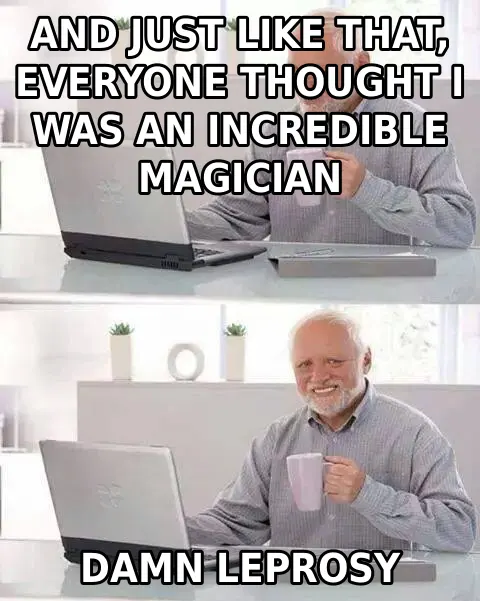 AND JUST LIKE THAT,
EVERYONE THOUGHT I
WAS AN INCREDIBLE
MAGICIAN
DAMN LEPROSY